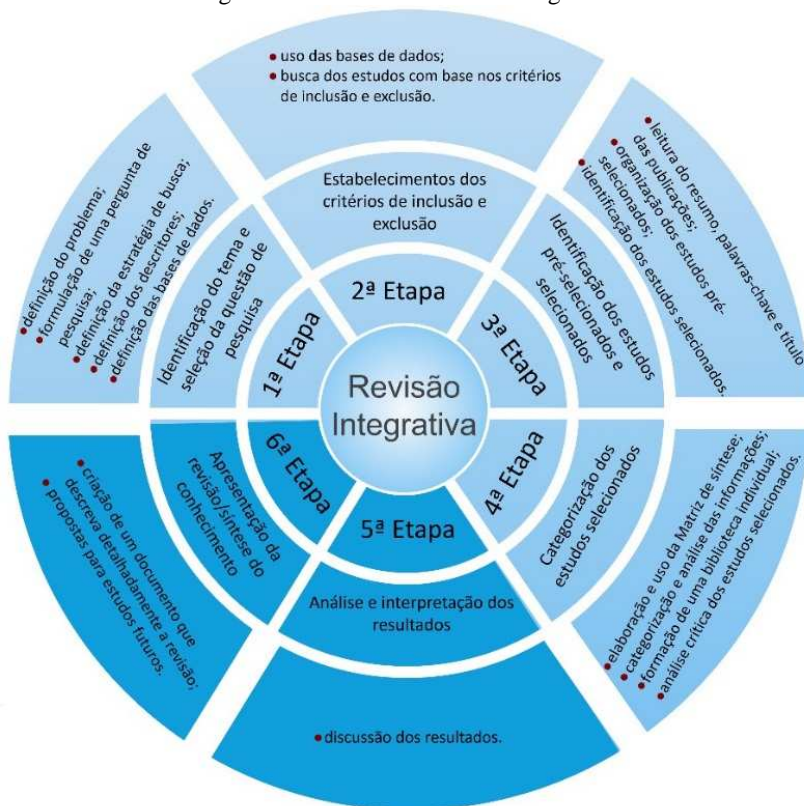 Revisão
Integrativa
1ª Etapa
Identificação do tema e
seleção da questão de
pesquisa
• definição do problema;
• formulação de uma pergunta de
pesquisa;
• definição da estratégia de busca;
• definição dos descritores;
• definição das bases de dados.
2ª Etapa
Estabelecimentos dos
critérios de inclusão e
exclusão
• uso das bases de dados;
• busca dos estudos com base nos critérios
de inclusão e exclusão.
3ª Etapa
Identificação dos estudos
pré-selecionados e
selecionados
• leitura do resumo, palavras-chave e título
das publicações;
• organização dos estudos pré-
selecionados;
• identificação dos estudos selecionados.
4ª Etapa
Categorização dos
estudos selecionados
• elaboração e uso da Matriz de síntese;
• categorização e análise das informações;
• formação de uma biblioteca individual;
• análise crítica dos estudos selecionados.
5ª Etapa
Análise e interpretação dos
resultados
• discussão dos resultados.
6ª Etapa
Apresentação da
revisão/síntese do
conhecimento
• criação de um documento que
descreva detalhadamente a revisão;
• propostas para estudos futuros.